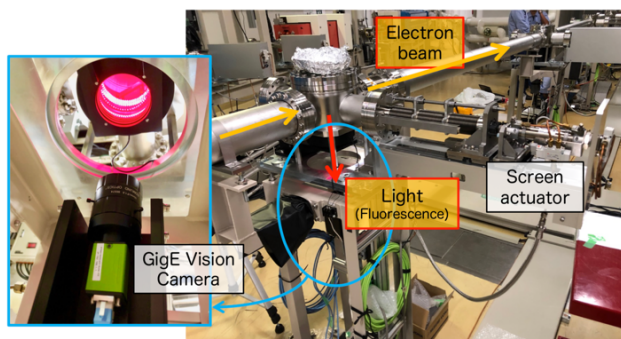 Electron
beam
Light
(Fluorescence)
Screen
actuator
GigE Vision
Camera